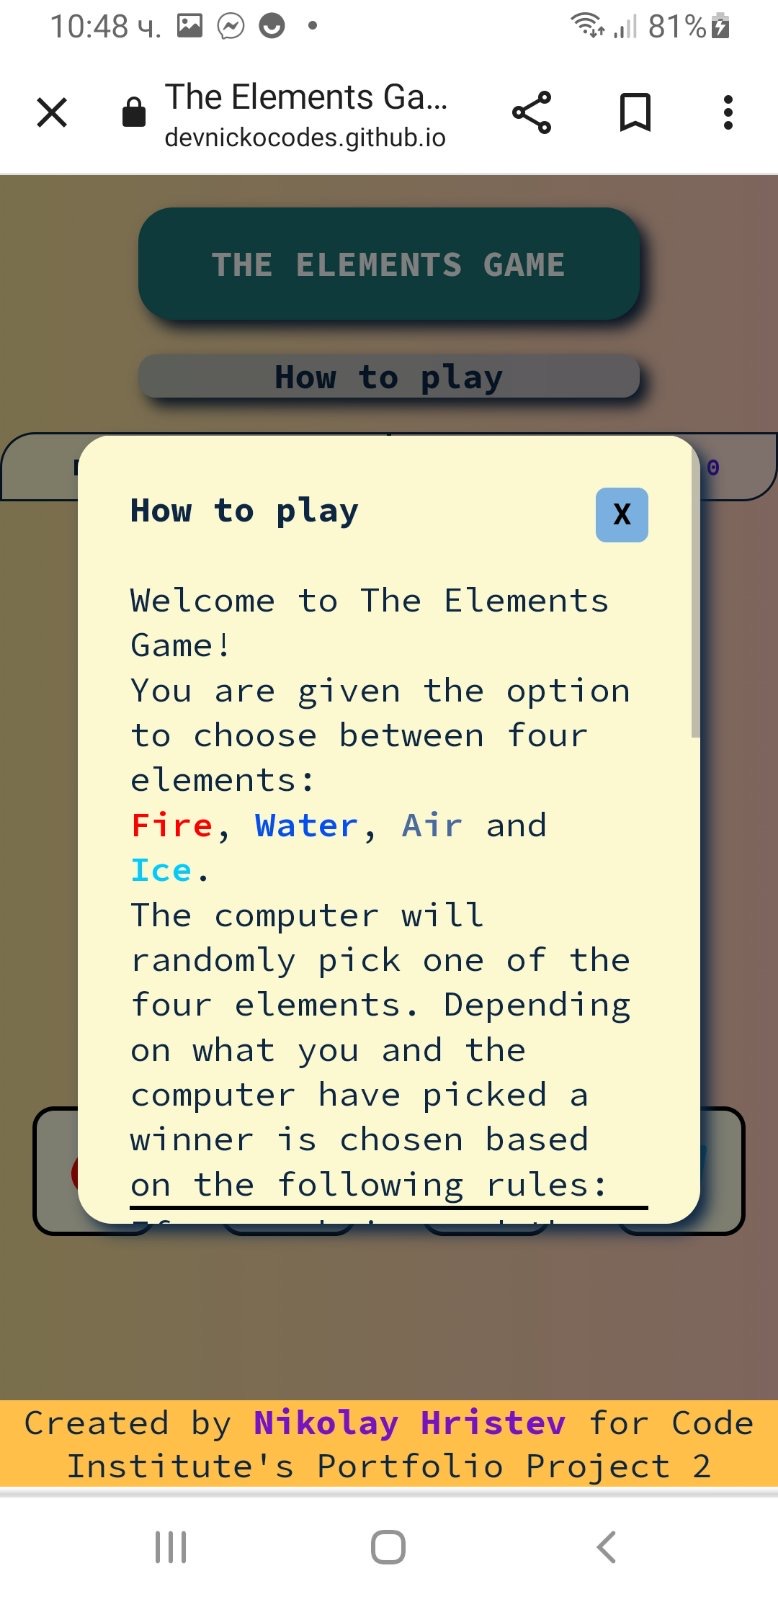 10:48 ч.
81%
The Elements Ga...
devnickocodes.github.io
THE ELEMENTS GAME
How to play
0
How to play
X
Welcome to The Elements
Game!
You are given the option
to choose between four
elements:
Fire, Water, Air and
Ice.
The computer will
randomly pick one of the
four elements. Depending
on what you and the
computer have picked a
winner is chosen based
on the following rules:
Created by Nikolay Hristev for Code
Institute's Portfolio Project 2